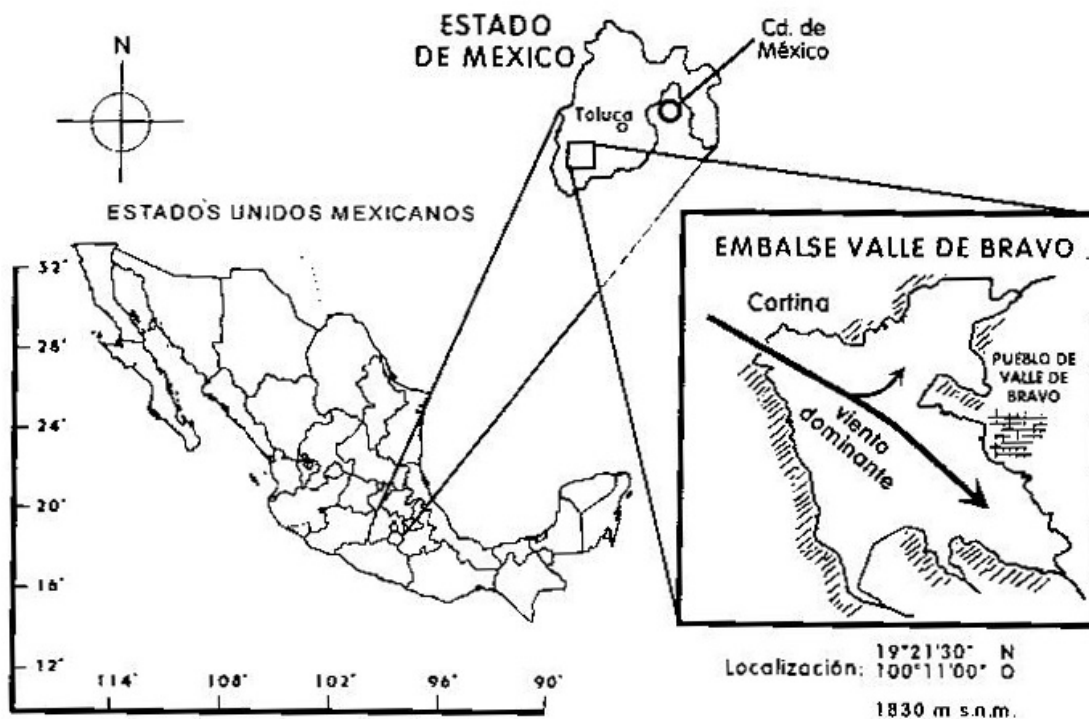 N
ESTADO
DE MEXICO
Cd. de
México
Toluca
ESTADOS UNIDOS MEXICANOS
32°
28°
24°
20°
16°
12°
114°
108°
102°
96°
90°
EMBALSE VALLE DE BRAVO
Cortina
PUEBLO DE
VALLE DE
BRAVO
viento
dominante
19°21'30" N
Localización: 100°11'00" O
1830 m s.n.m.